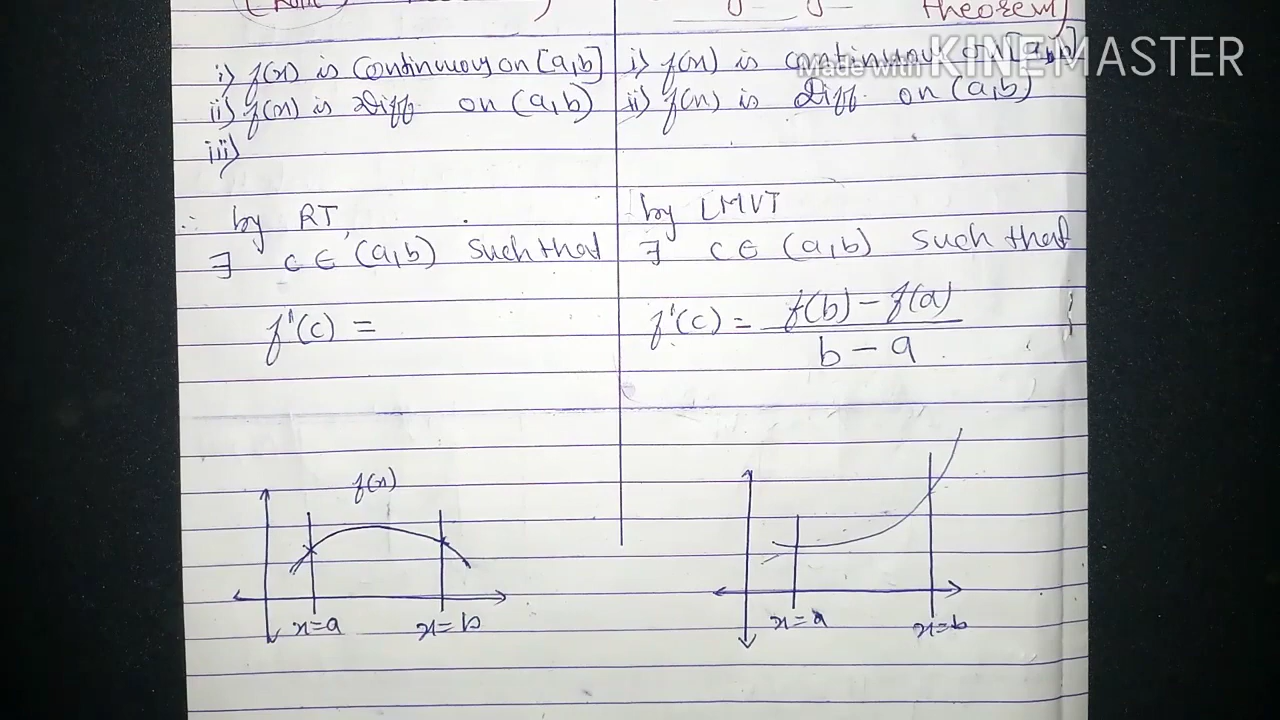 theorem)
i) f(x) is continuous on [a,b]
ii) f(x) is Diff. on (a,b)
iii)
∴ by RT,
∃ c ∈ (a,b) Such that
f'(c) =
i) f(x) is continuous on [a,b]
ii) f(x) is Diff. on (a,b)
by LMVT
∃ c ∈ (a,b) Such that
f'(c) = f(b) - f(a)
b - a
f(x)
x=a
x=b
x=a
x=b
Made with KINEMASTER